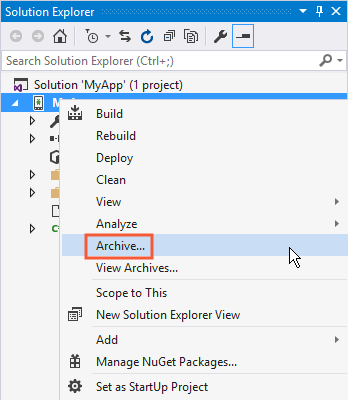 Solution Explorer
Search Solution Explorer (Ctrl+;)
Solution 'MyApp' (1 project)
Build
Rebuild
Deploy
Clean
View
Analyze
Archive...
View Archives...
Scope to This
New Solution Explorer View
Add
Manage NuGet Packages...
Set as StartUp Project